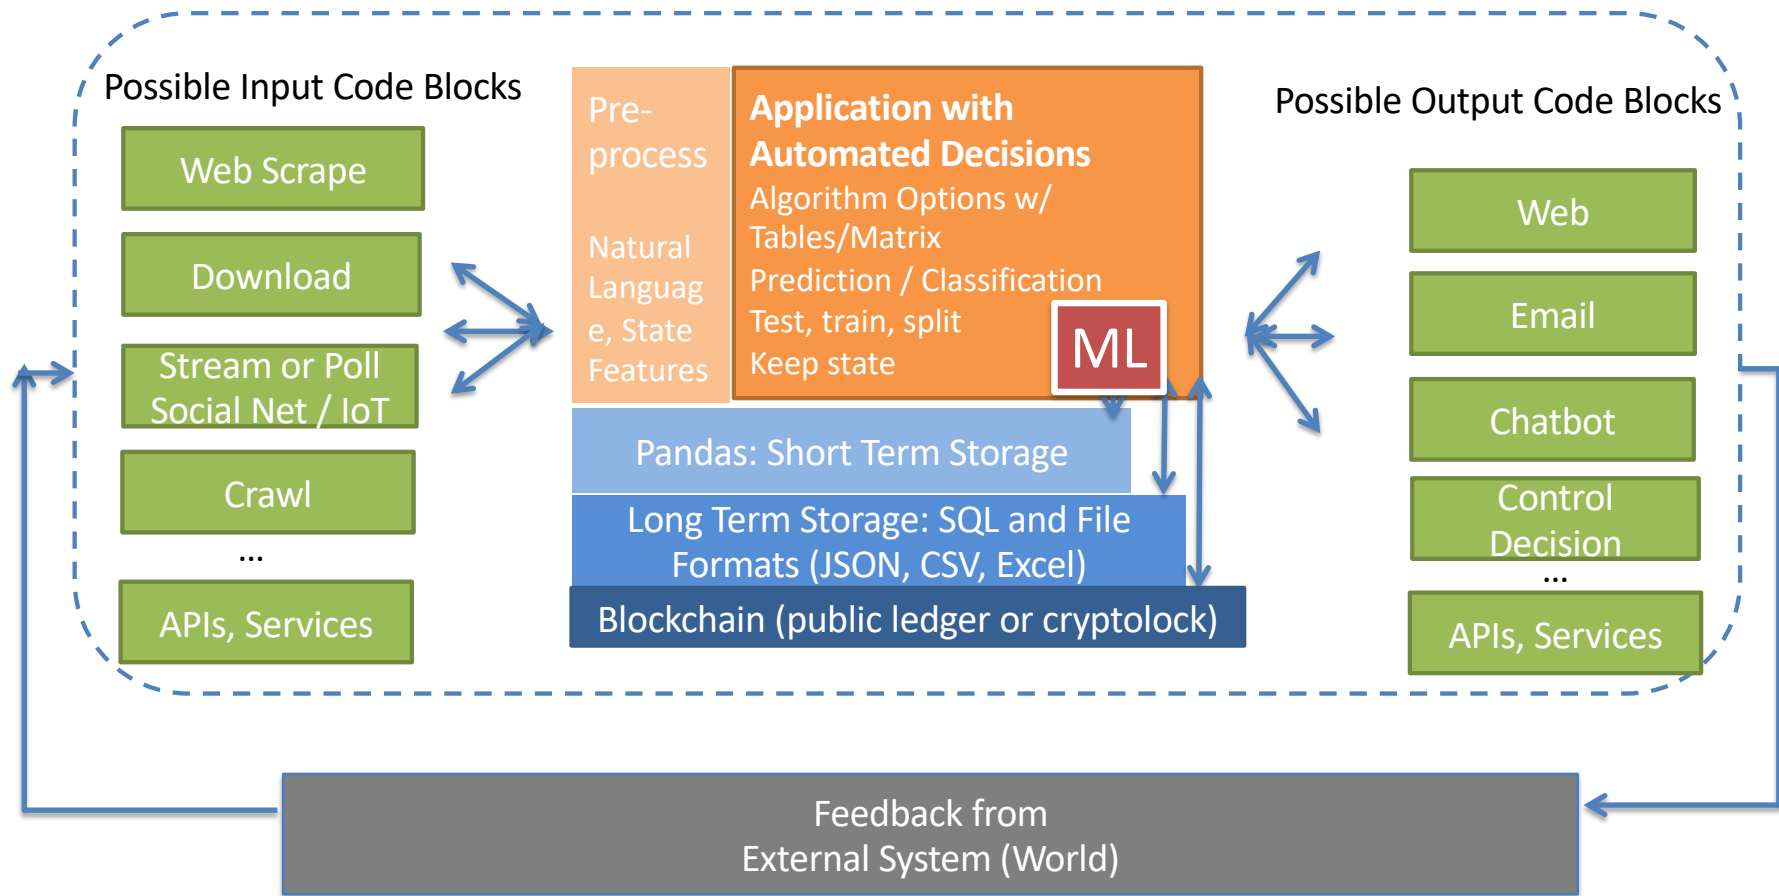 Possible Input Code Blocks
Web Scrape
Download
Stream or Poll
Social Net / IoT
Crawl
...
APIs, Services
Pre-
process
Natural
Languag
e, State
Features
Application with
Automated Decisions
Algorithm Options w/
Tables/Matrix
Prediction / Classification
Test, train, split
Keep state
ML
Pandas: Short Term Storage
Long Term Storage: SQL and File
Formats (JSON, CSV, Excel)
Blockchain (public ledger or cryptolock)
Possible Output Code Blocks
Web
Email
Chatbot
Control
Decision
...
APIs, Services
Feedback from
External System (World)